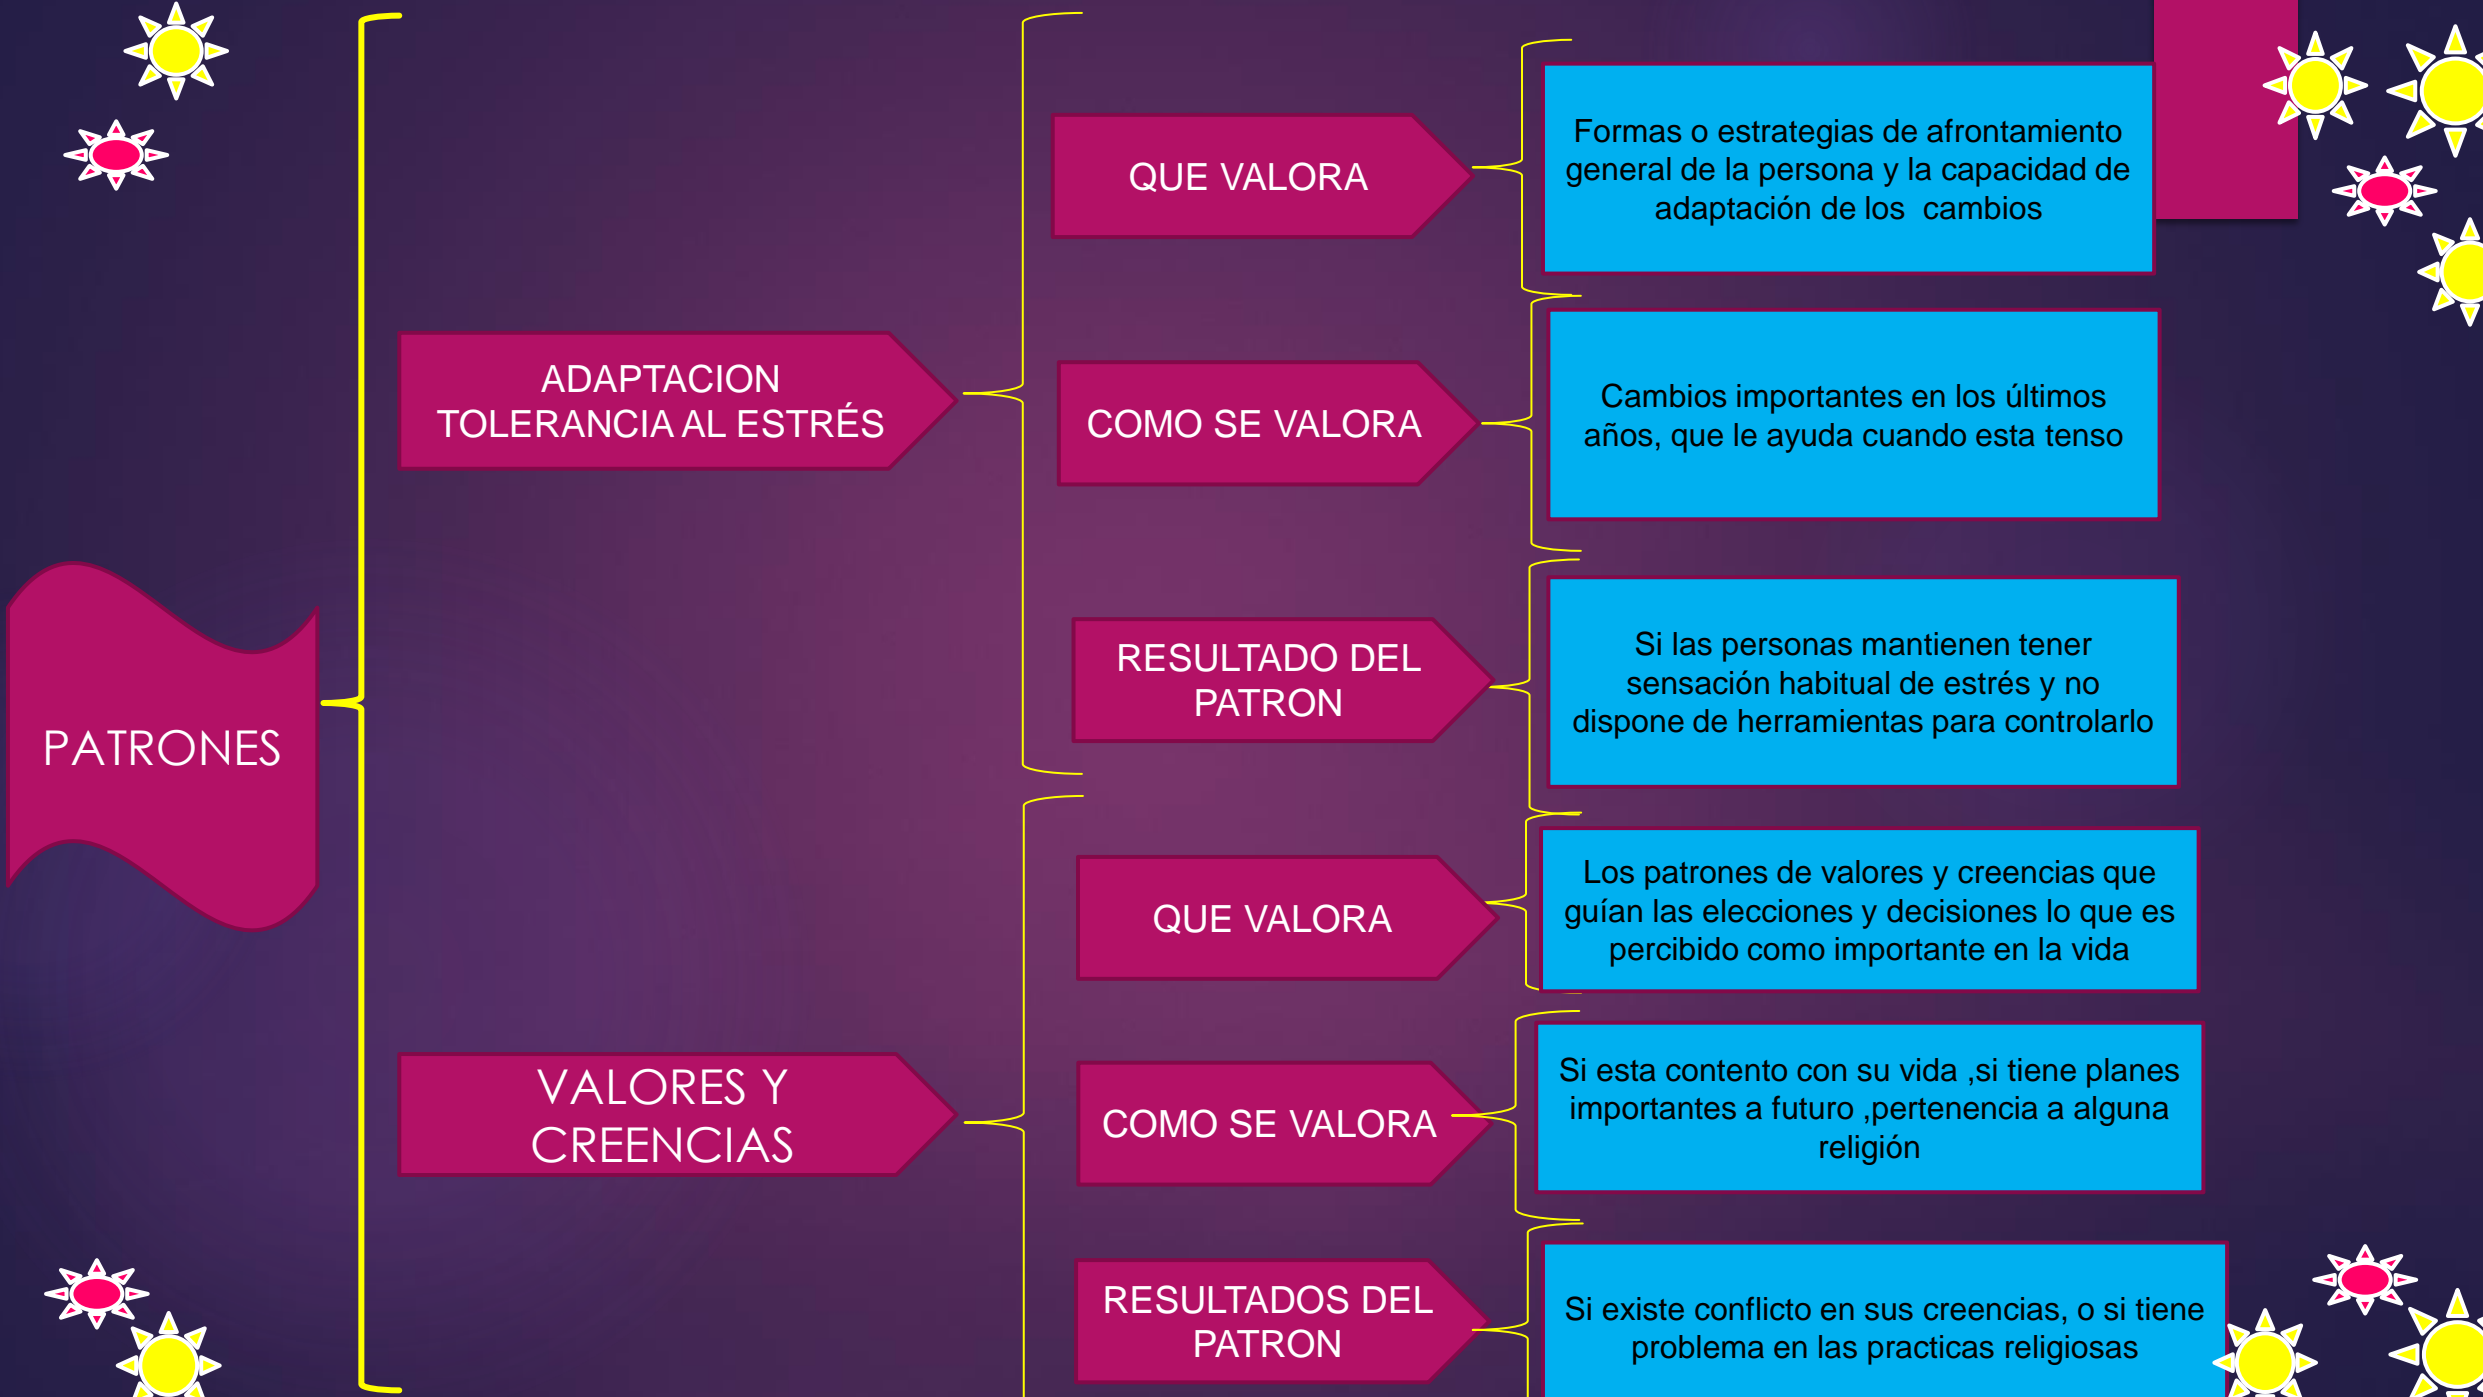 PATRONES
ADAPTACION
TOLERANCIA AL ESTRÉS
QUE VALORA
Formas o estrategias de afrontamiento
general de la persona y la capacidad de
adaptación de los  cambios
COMO SE VALORA
Cambios importantes en los últimos
años, que le ayuda cuando esta tenso
RESULTADO DEL
PATRON
Si las personas mantienen tener
sensación habitual de estrés y no
dispone de herramientas para controlarlo
VALORES Y
CREENCIAS
QUE VALORA
Los patrones de valores y creencias que
guían las elecciones y decisiones lo que es
percibido como importante en la vida
COMO SE VALORA
Si esta contento con su vida ,si tiene planes
importantes a futuro ,pertenencia a alguna
religión
RESULTADOS DEL
PATRON
Si existe conflicto en sus creencias, o si tiene
problema en las practicas religiosas